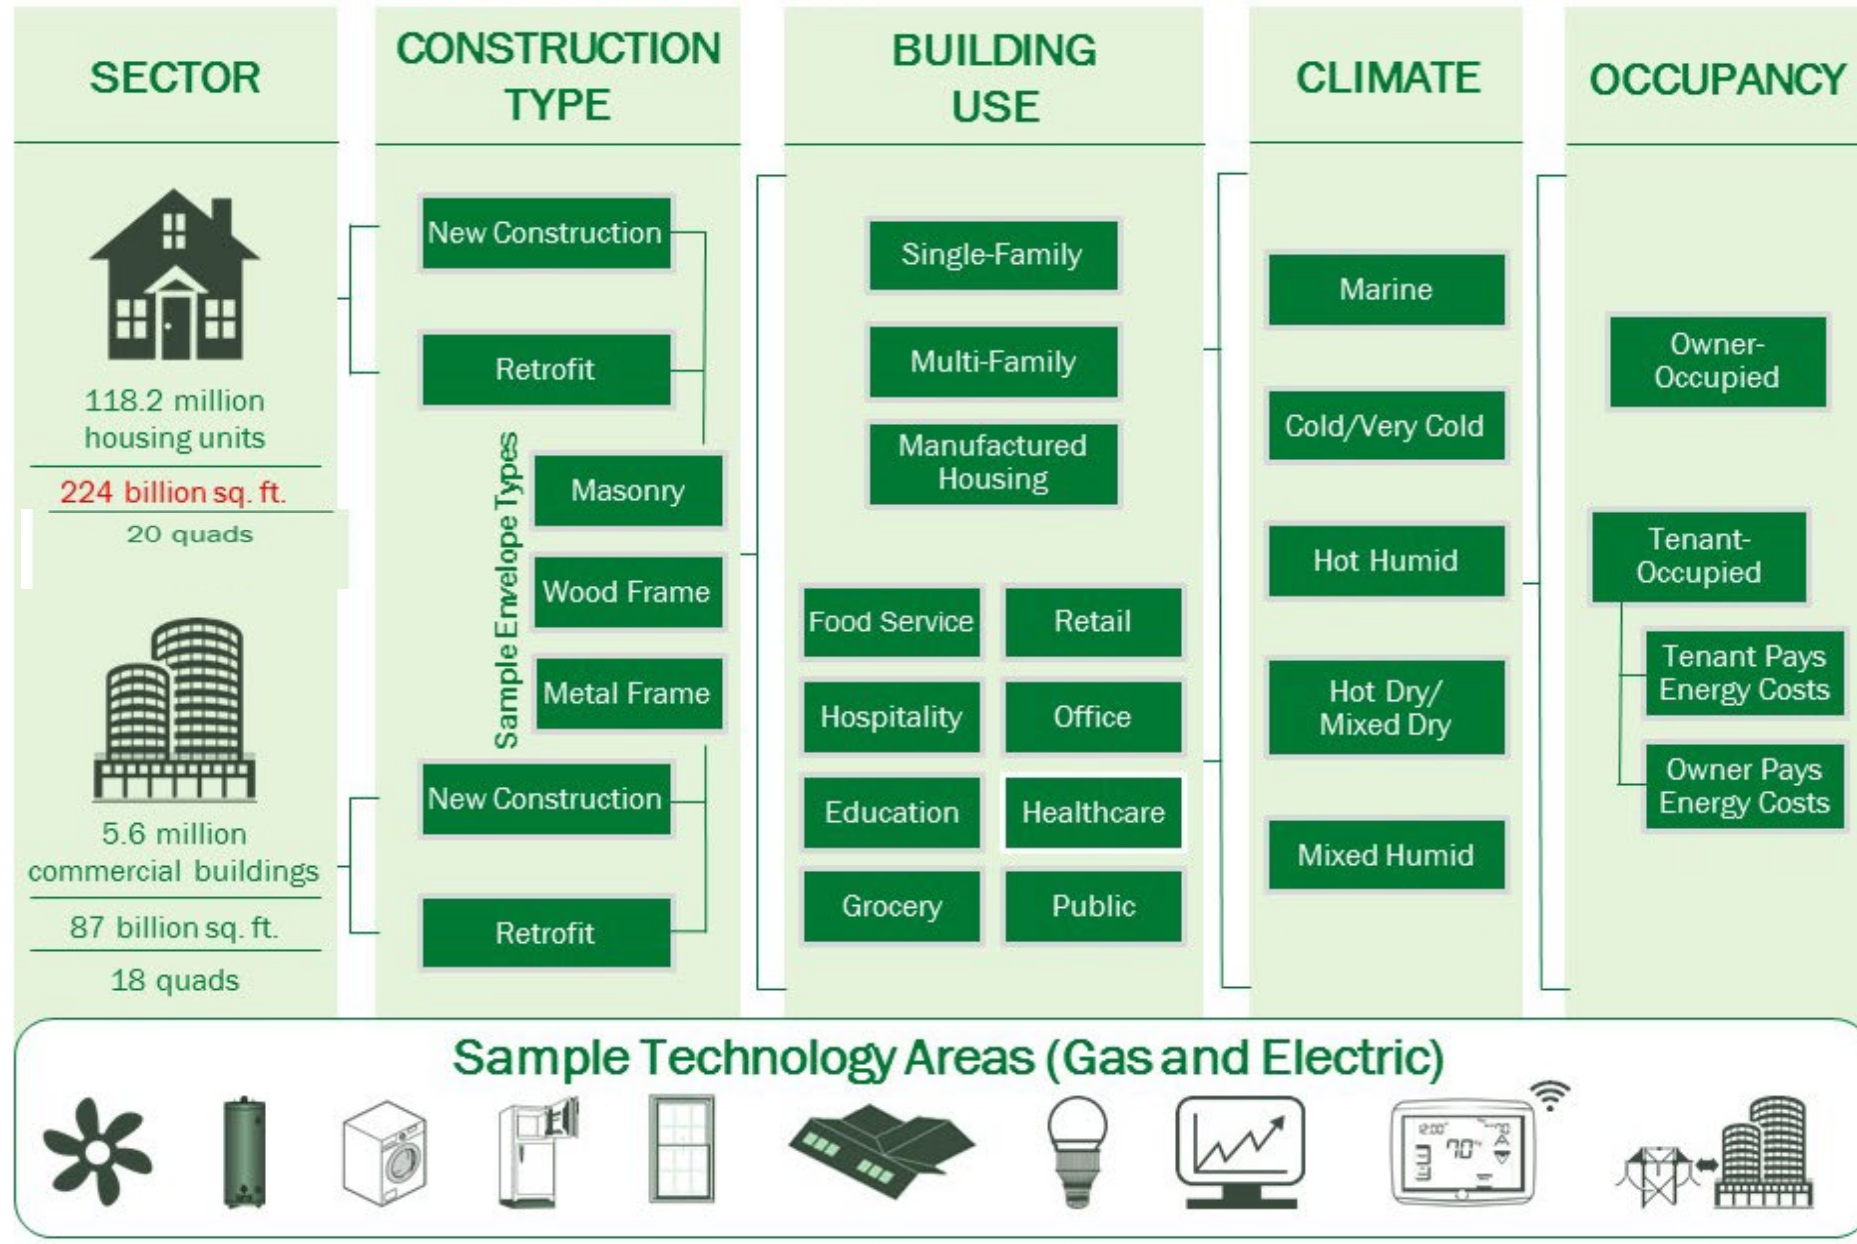 SECTOR
118.2 million
housing units
224 billion sq. ft.
20 quads
5.6 million
commercial buildings
87 billion sq. ft.
18 quads
CONSTRUCTION
TYPE
New Construction
Retrofit
Sample Envelope Types
Masonry
Wood Frame
Metal Frame
New Construction
Retrofit
BUILDING
USE
Single-Family
Multi-Family
Manufactured
Housing
Food Service
Retail
Hospitality
Office
Education
Healthcare
Grocery
Public
CLIMATE
Marine
Cold/Very Cold
Hot Humid
Hot Dry/
Mixed Dry
Mixed Humid
OCCUPANCY
Owner-
Occupied
Tenant-
Occupied
Tenant Pays
Energy Costs
Owner Pays
Energy Costs
Sample Technology Areas (Gas and Electric)
12:00
70